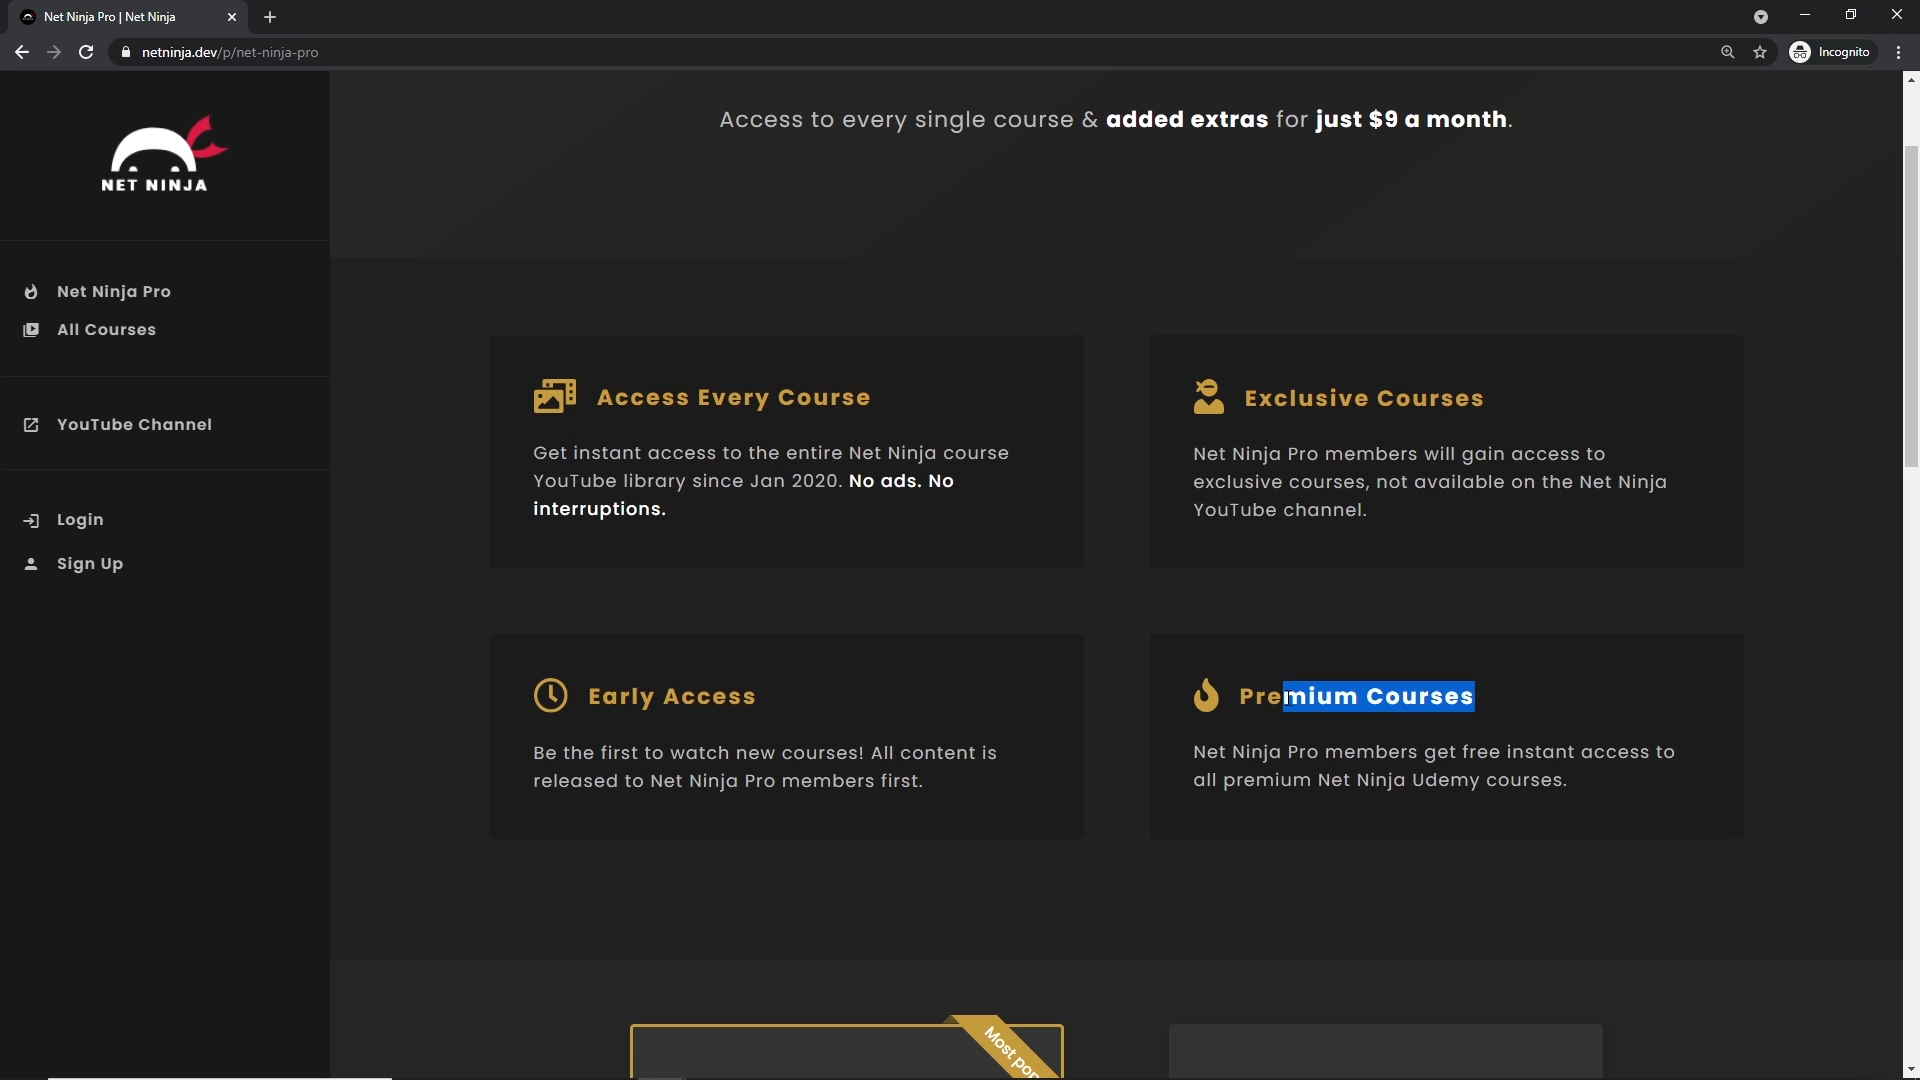 Net Ninja Pro | Net Ninja
netninja.dev/p/net-ninja-pro
Incognito
NET NINJA
Net Ninja Pro
All Courses
YouTube Channel
Login
Sign Up
Access to every single course & added extras for just $9 a month.
Access Every Course
Get instant access to the entire Net Ninja course
YouTube library since Jan 2020. No ads. No
interruptions.
Exclusive Courses
Net Ninja Pro members will gain access to
exclusive courses, not available on the Net Ninja
YouTube channel.
Early Access
Be the first to watch new courses! All content is
released to Net Ninja Pro members first.
Premium Courses
Net Ninja Pro members get free instant access to
all premium Net Ninja Udemy courses.
Most